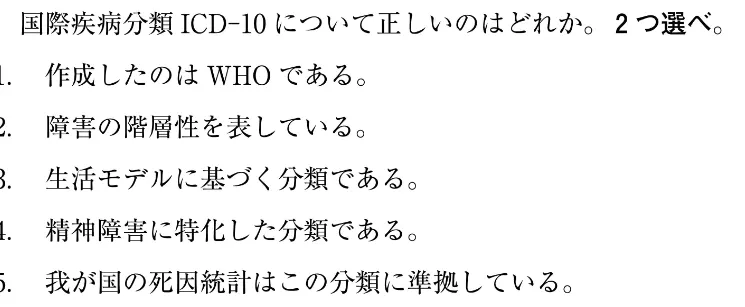 国際疾病分類 ICD-10 について正しいのはどれか。2つ選べ。
1. 作成したのは WHO である。
2. 障害の階層性を表している。
3. 生活モデルに基づく分類である。
4. 精神障害に特化した分類である。
5. 我が国の死因統計はこの分類に準拠している。